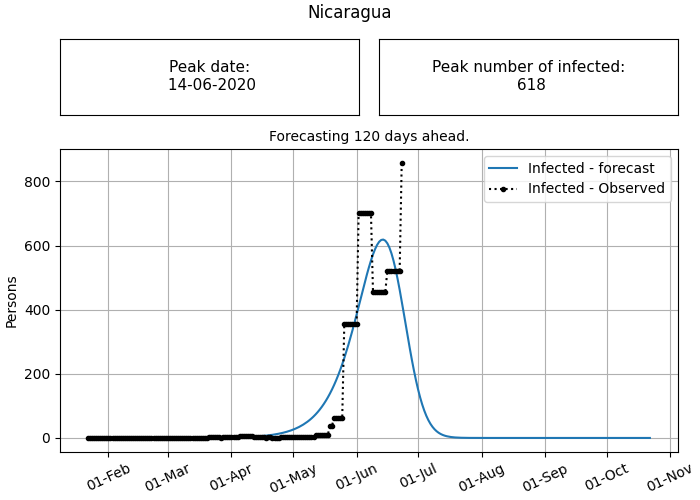 Nicaragua
Peak date:
14-06-2020
Peak number of infected:
618
Forecasting 120 days ahead.
Infected - forecast
Infected - Observed
Persons
800
600
400
200
0
01-Feb
01-Mar
01-Apr
01-May
01-Jun
01-Jul
01-Aug
01-Sep
01-Oct
01-Nov